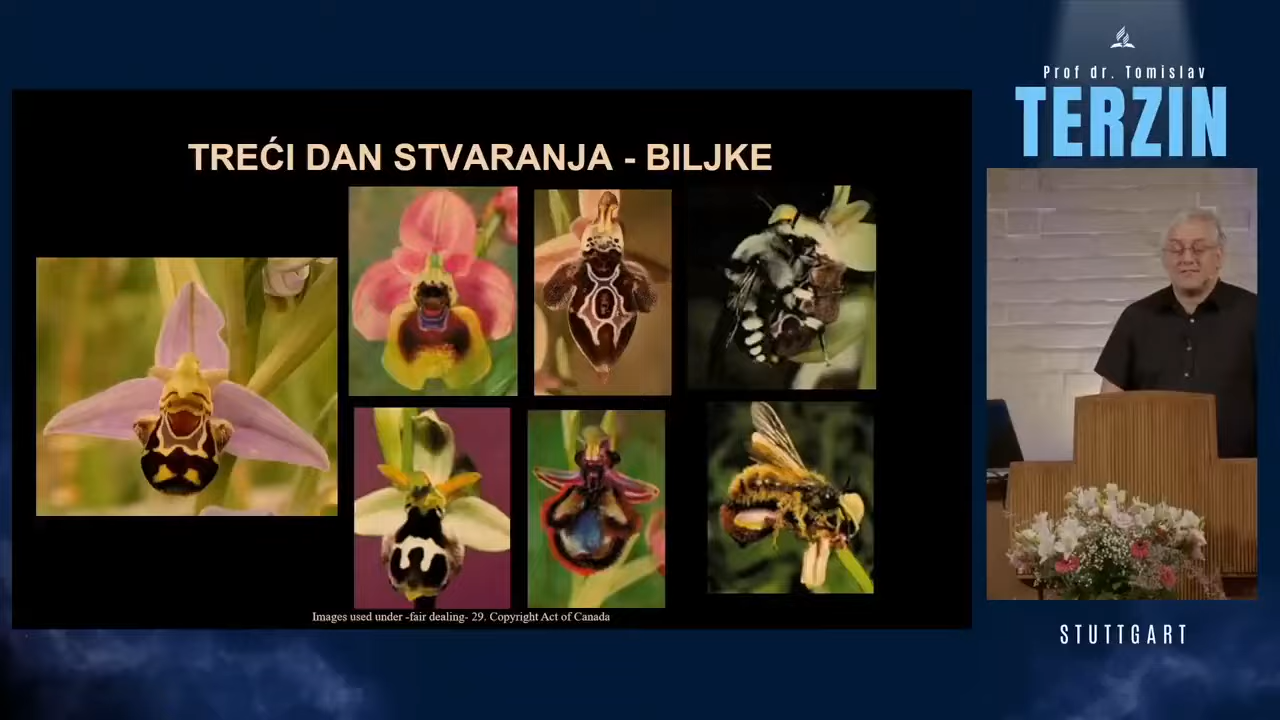 TREĆI DAN STVARANJA - BILJKE
Images used under -fair dealing- 29. Copyright Act of Canada
Prof dr. Tomislav
TERZIN
STUTTGART